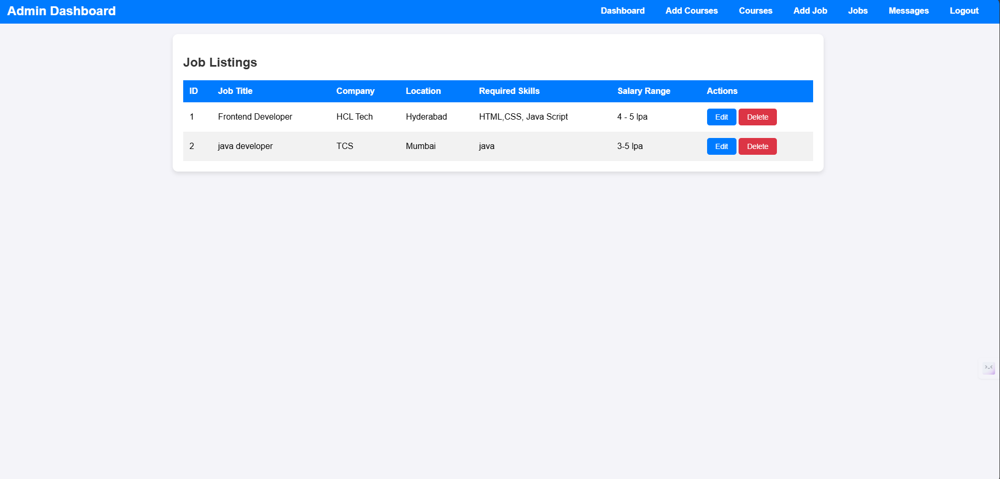 Admin Dashboard Dashboard Add Courses Courses Add Job Jobs Messages Logout
Job Listings
ID Job Title Company Location Required Skills Salary Range Actions
1 Frontend Developer HCL Tech Hyderabad HTML,CSS, Java Script 4 - 5 lpa Edit Delete
2 java developer TCS Mumbai java 3-5 lpa Edit Delete